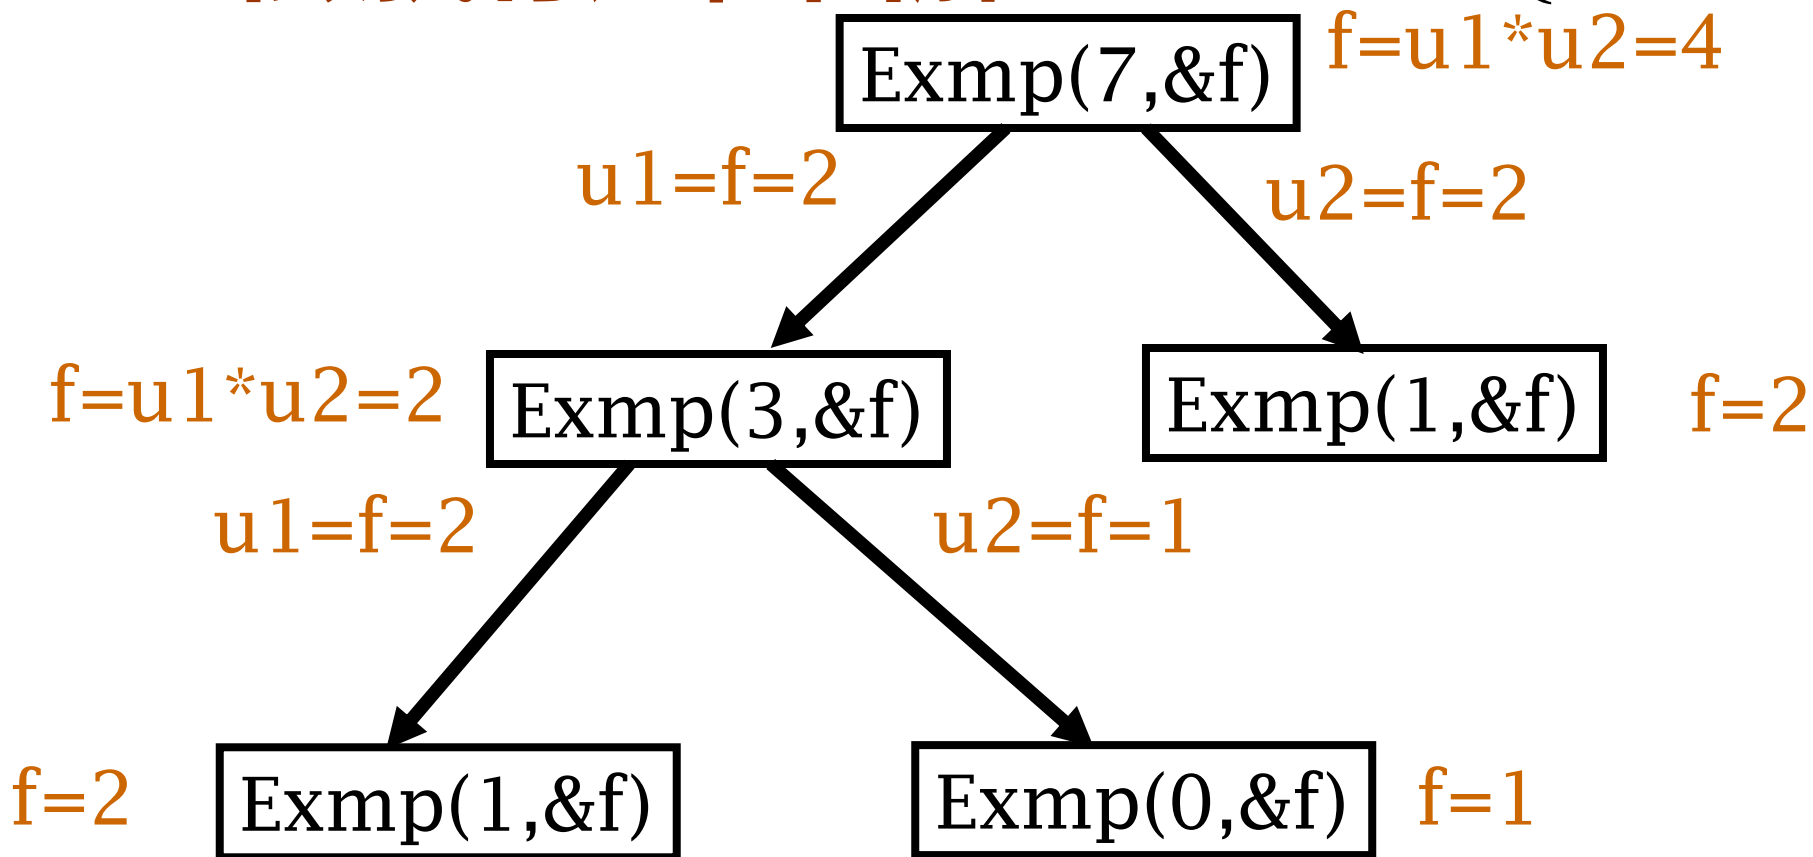 Exmp(7,&f)
f=u1*u2=4
u1=f=2
u2=f=2
f=u1*u2=2
Exmp(3,&f)
Exmp(1,&f)
f=2
u1=f=2
u2=f=1
f=2
Exmp(1,&f)
Exmp(0,&f)
f=1